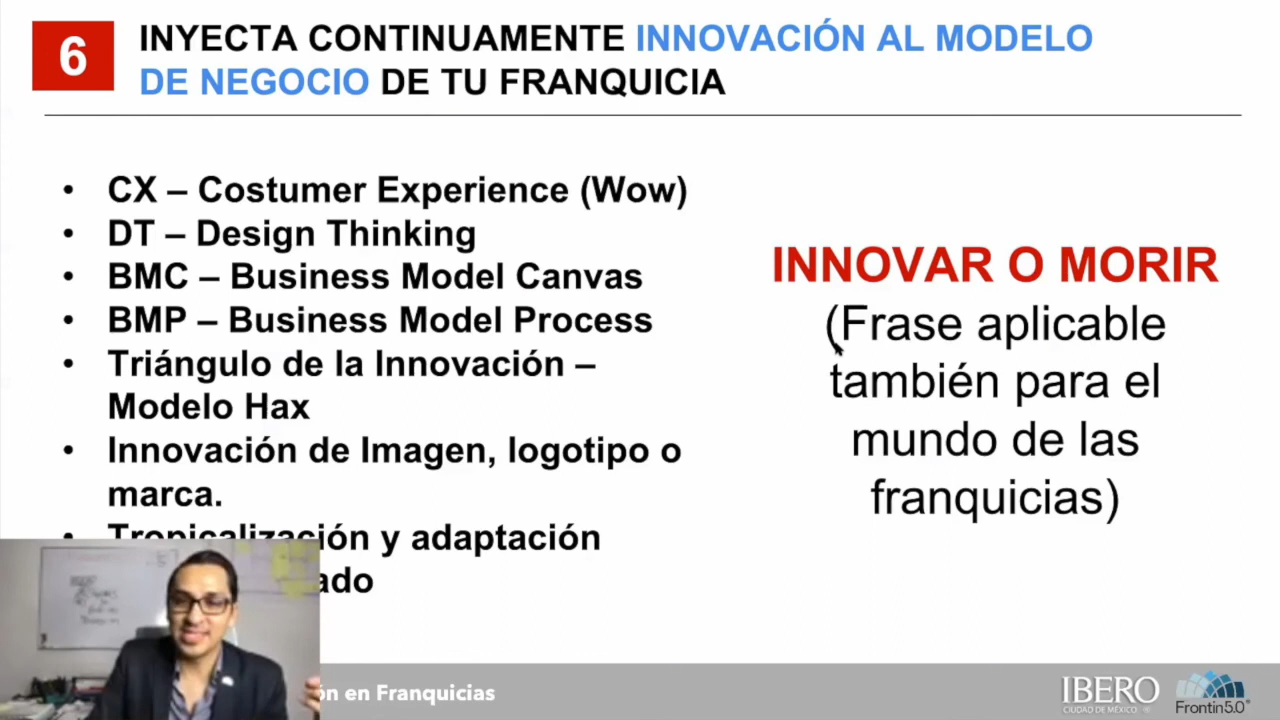 6
INYECTA CONTINUAMENTE INNOVACIÓN AL MODELO
DE NEGOCIO DE TU FRANQUICIA
• CX – Costumer Experience (Wow)
• DT – Design Thinking
• BMC – Business Model Canvas
• BMP – Business Model Process
• Triángulo de la Innovación –
Modelo Hax
• Innovación de Imagen, logotipo o
marca.
• Tropicalización y adaptación
ado
INNOVAR O MORIR
(Frase aplicable
también para el
mundo de las
franquicias)
ón en Franquicias
IBERO
CIUDAD DE MÉXICO ®
Frontin5.0®